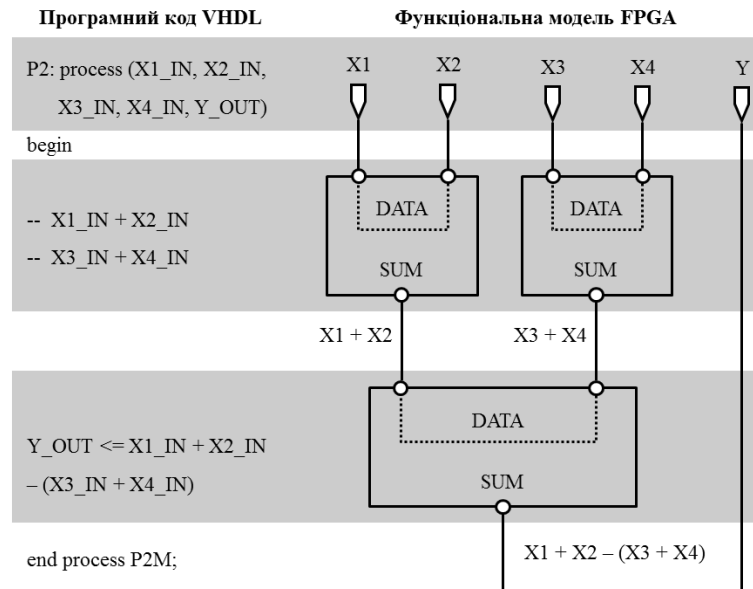 Програмний код VHDL
Функціональна модель FPGA
P2: process (X1_IN, X2_IN,
X3_IN, X4_IN, Y_OUT)
X1 X2 X3 X4 Y
begin
-- X1_IN + X2_IN
-- X3_IN + X4_IN
DATA DATA
SUM SUM
X1 + X2 X3 + X4
Y_OUT <= X1_IN + X2_IN
– (X3_IN + X4_IN)
DATA
SUM
end process P2M;
X1 + X2 – (X3 + X4)